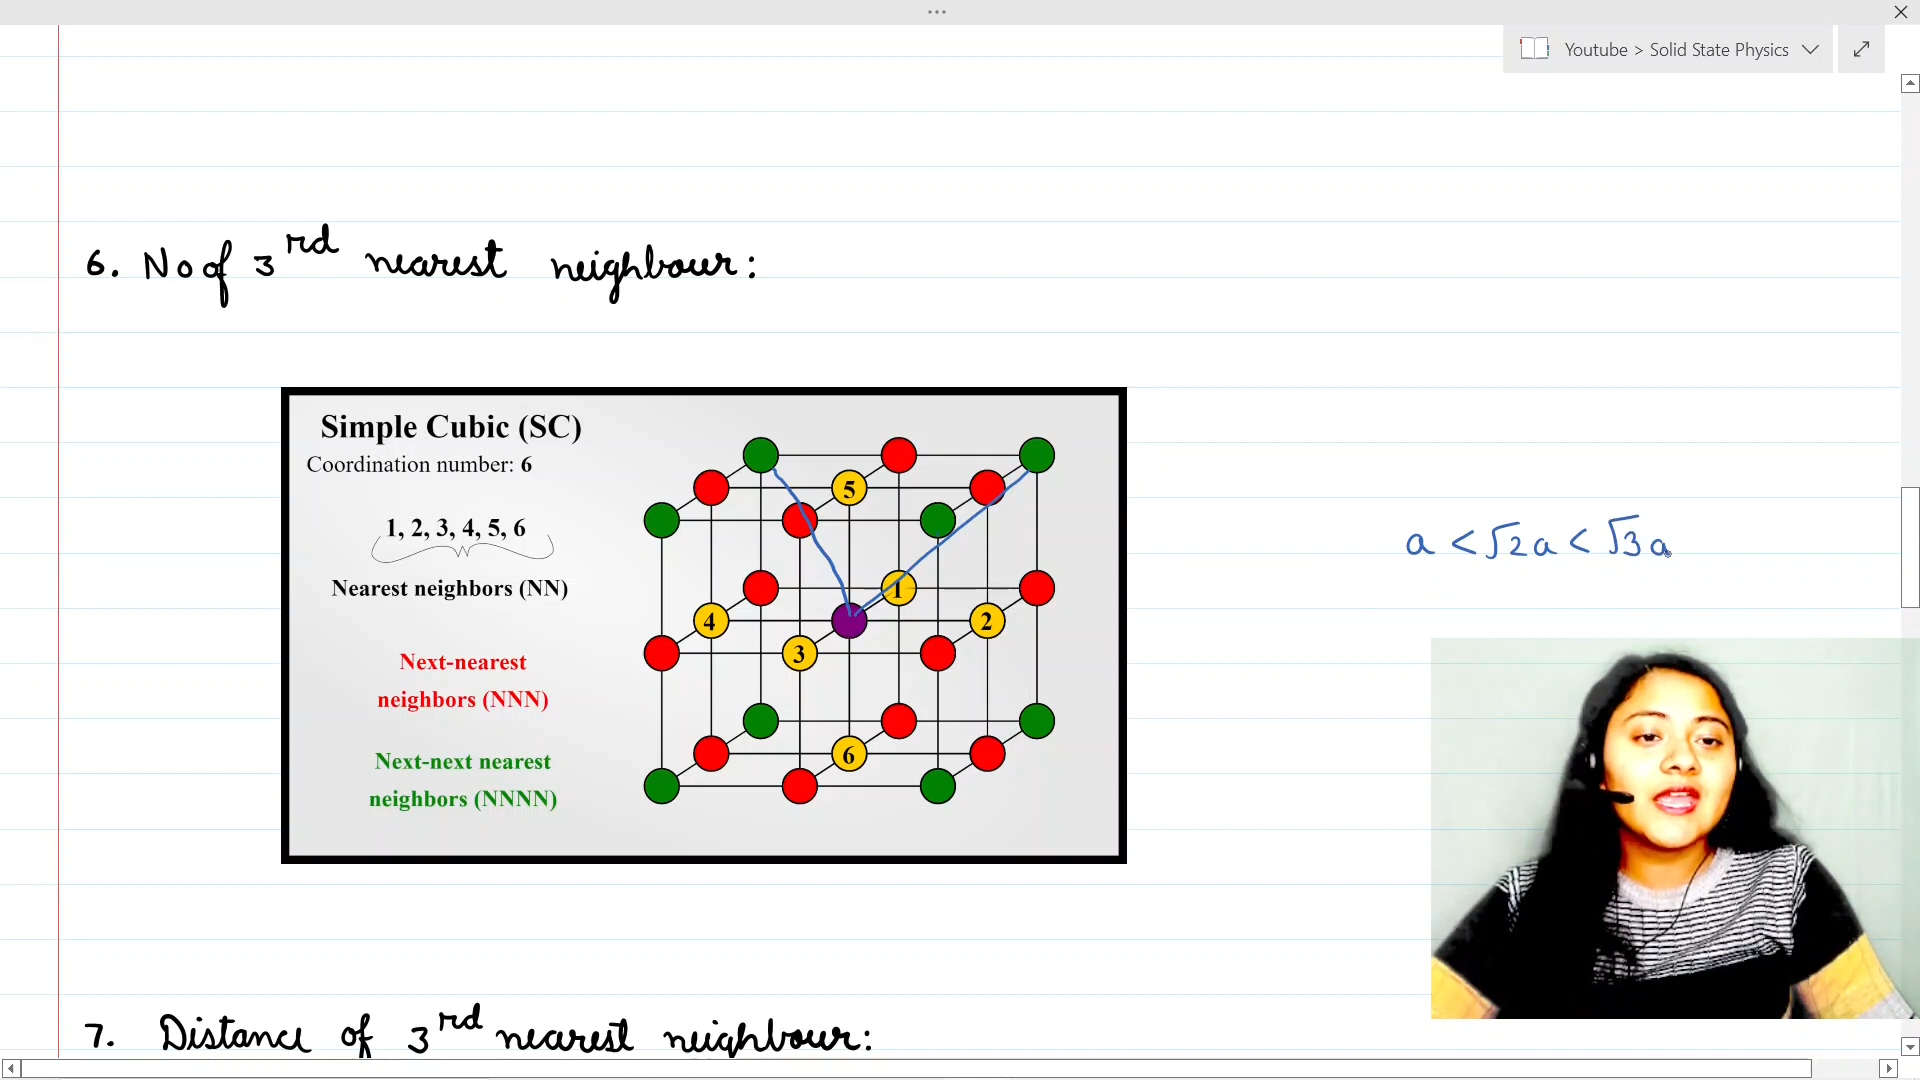 Youtube > Solid State Physics
6. No of 3rd nearest neighbour:
Simple Cubic (SC)
Coordination number: 6
1, 2, 3, 4, 5, 6
Nearest neighbors (NN)
Next-nearest
neighbors (NNN)
Next-next nearest
neighbors (NNNN)
5
1
4
2
3
6
a < √2a < √3a
7. Distance of 3rd nearest neighbour: